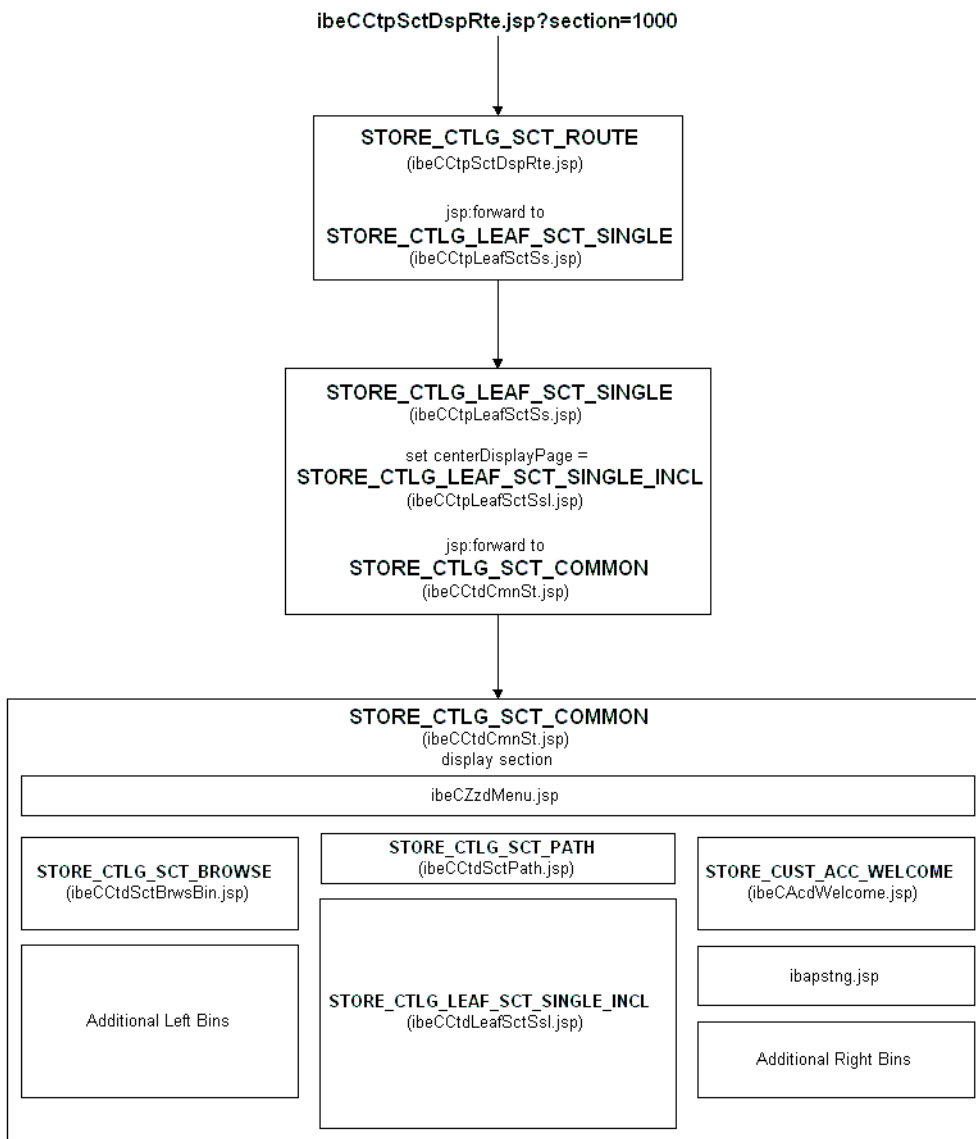 ibeCCtpSctDspRte.jsp?section=1000
STORE_CTLG_SCT_ROUTE
(ibeCCtpSctDspRte.jsp)
jsp:forward to
STORE_CTLG_LEAF_SCT_SINGLE
(ibeCCtpLeafSctSs.jsp)
STORE_CTLG_LEAF_SCT_SINGLE
(ibeCCtpLeafSctSs.jsp)
set centerDisplayPage =
STORE_CTLG_LEAF_SCT_SINGLE_INCL
(ibeCCtpLeafSctSsI.jsp)
jsp:forward to
STORE_CTLG_SCT_COMMON
(ibeCCtdCmnSt.jsp)
STORE_CTLG_SCT_COMMON
(ibeCCtdCmnSt.jsp)
display section
ibeCZzdMenu.jsp
STORE_CTLG_SCT_BROWSE
(ibeCCtdSctBrwsBin.jsp)
Additional Left Bins
STORE_CTLG_SCT_PATH
(ibeCCtdSctPath.jsp)
STORE_CTLG_LEAF_SCT_SINGLE_INCL
(ibeCCtdLeafSctSsI.jsp)
STORE_CUST_ACC_WELCOME
(ibeCAcdWelcome.jsp)
ibapstng.jsp
Additional Right Bins